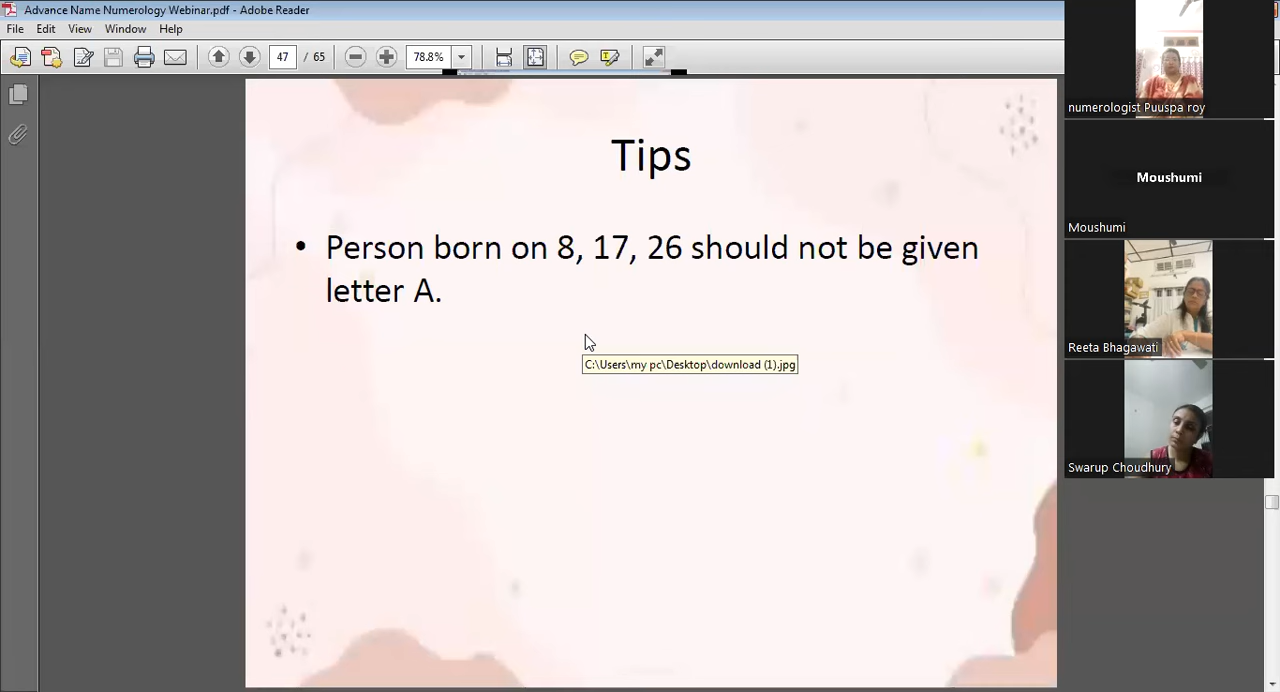 Advance Name Numerology Webinar.pdf - Adobe Reader
File Edit View Window Help
47 / 65 78.8%
Tips
• Person born on 8, 17, 26 should not be given
letter A.
C:\Users\my pc\Desktop\download (1).jpg
numerologist Puuspa roy
Moushumi
Moushumi
Reeta Bhagawati
Swarup Choudhury